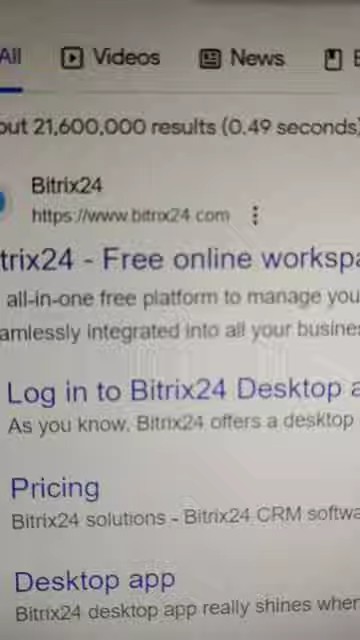 All Videos News
out 21,600,000 results (0.49 seconds)
Bitrix24
https://www.bitrix24.com
trix24 - Free online workspa
all-in-one free platform to manage you
amlessly integrated into all your busine
Log in to Bitrix24 Desktop a
As you know, Bitrix24 offers a desktop
Pricing
Bitrix24 solutions - Bitrix24 CRM softwa
Desktop app
Bitrix24 desktop app really shines when